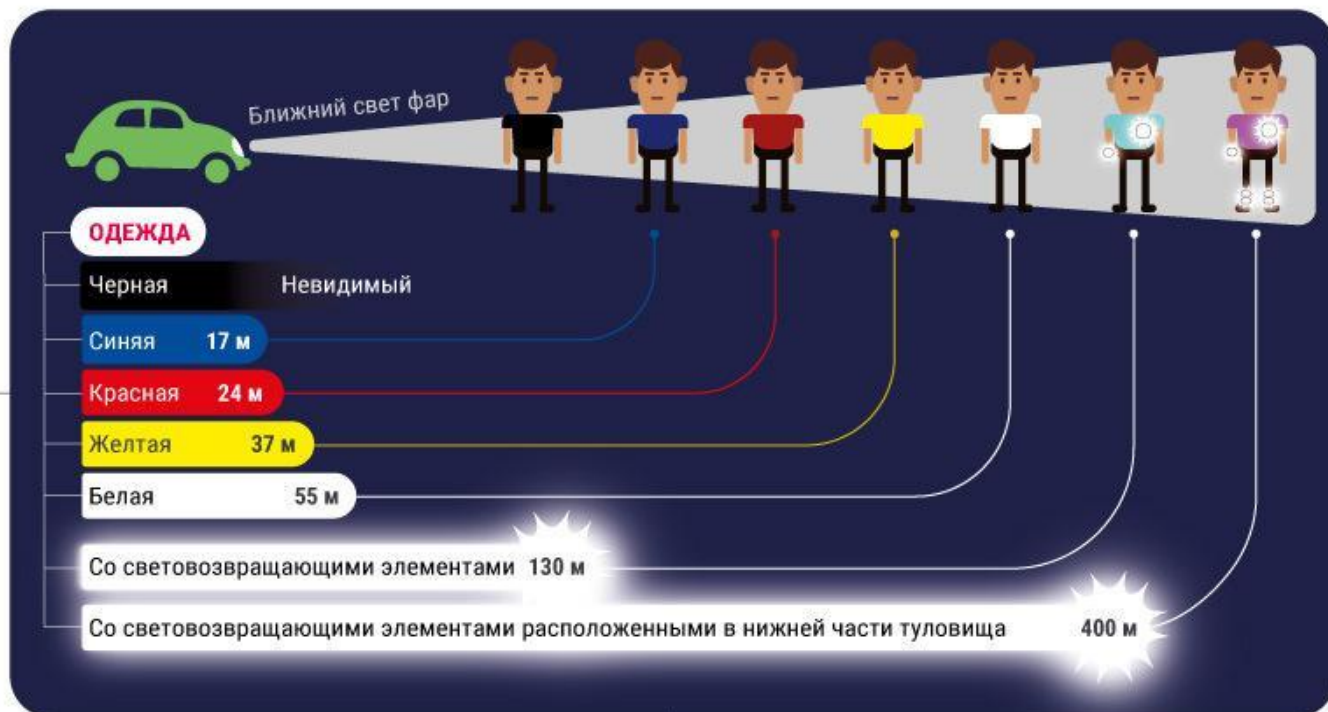 Ближний свет фар
ОДЕЖДА
Черная Невидимый
Синяя 17 м
Красная 24 м
Желтая 37 м
Белая 55 м
Со световозвращающими элементами 130 м
Со световозвращающими элементами расположенными в нижней части туловища 400 м